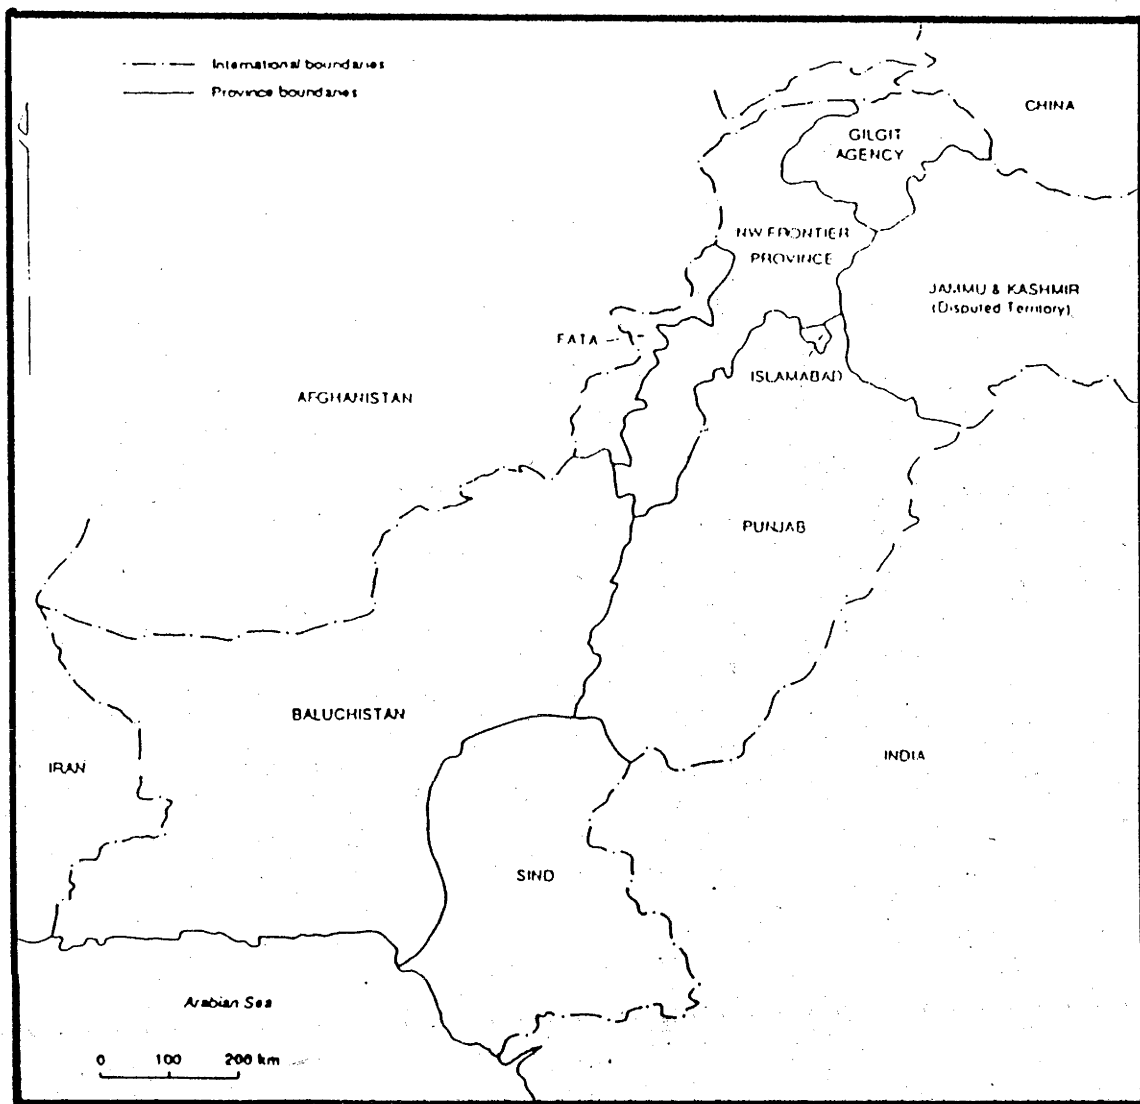 International boundaries
Province boundaries
CHINA
GILGIT
AGENCY
NW FRONTIER
PROVINCE
JAMMU & KASHMIR
(Disputed Territory)
FATA
ISLAMABAD
AFGHANISTAN
PUNJAB
BALUCHISTAN
IRAN
INDIA
SIND
Arabian Sea
0 100 200 km